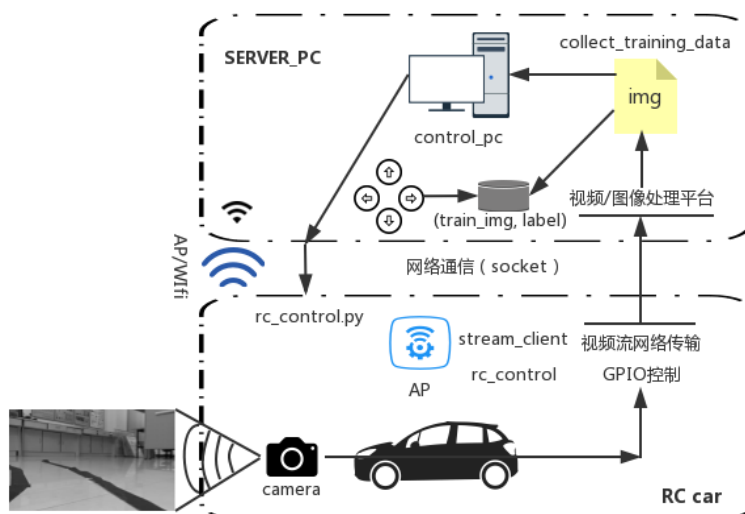 collect_training_data
SERVER_PC
img
control_pc
视频/图像处理平台
(train_img, label)
AP/WIfi
网络通信（socket）
rc_control.py
stream_client
视频流网络传输
rc_control
GPIO控制
AP
camera
RC car